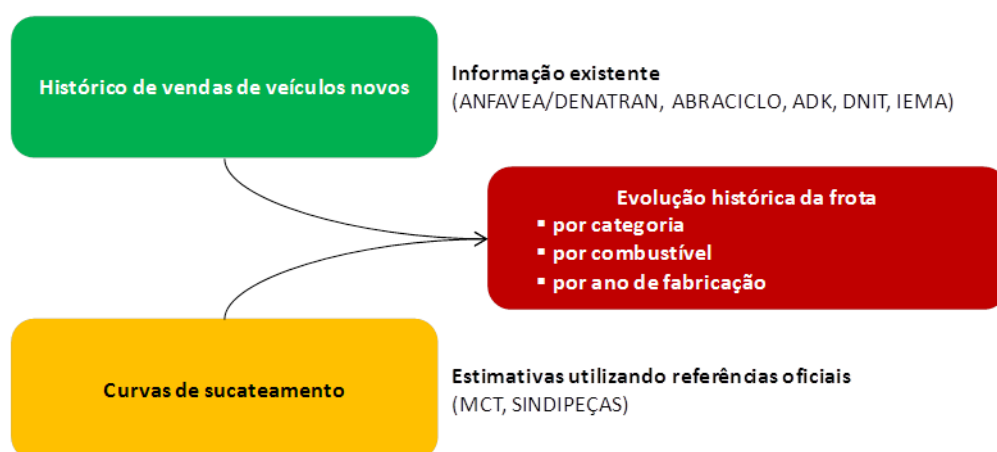 Histórico de vendas de veículos novos
Informação existente
(ANFAVEA/DENATRAN, ABRACICLO, ADK, DNIT, IEMA)
Evolução histórica da frota
▪ por categoria
▪ por combustível
▪ por ano de fabricação
Curvas de sucateamento
Estimativas utilizando referências oficiais
(MCT, SINDIPEÇAS)